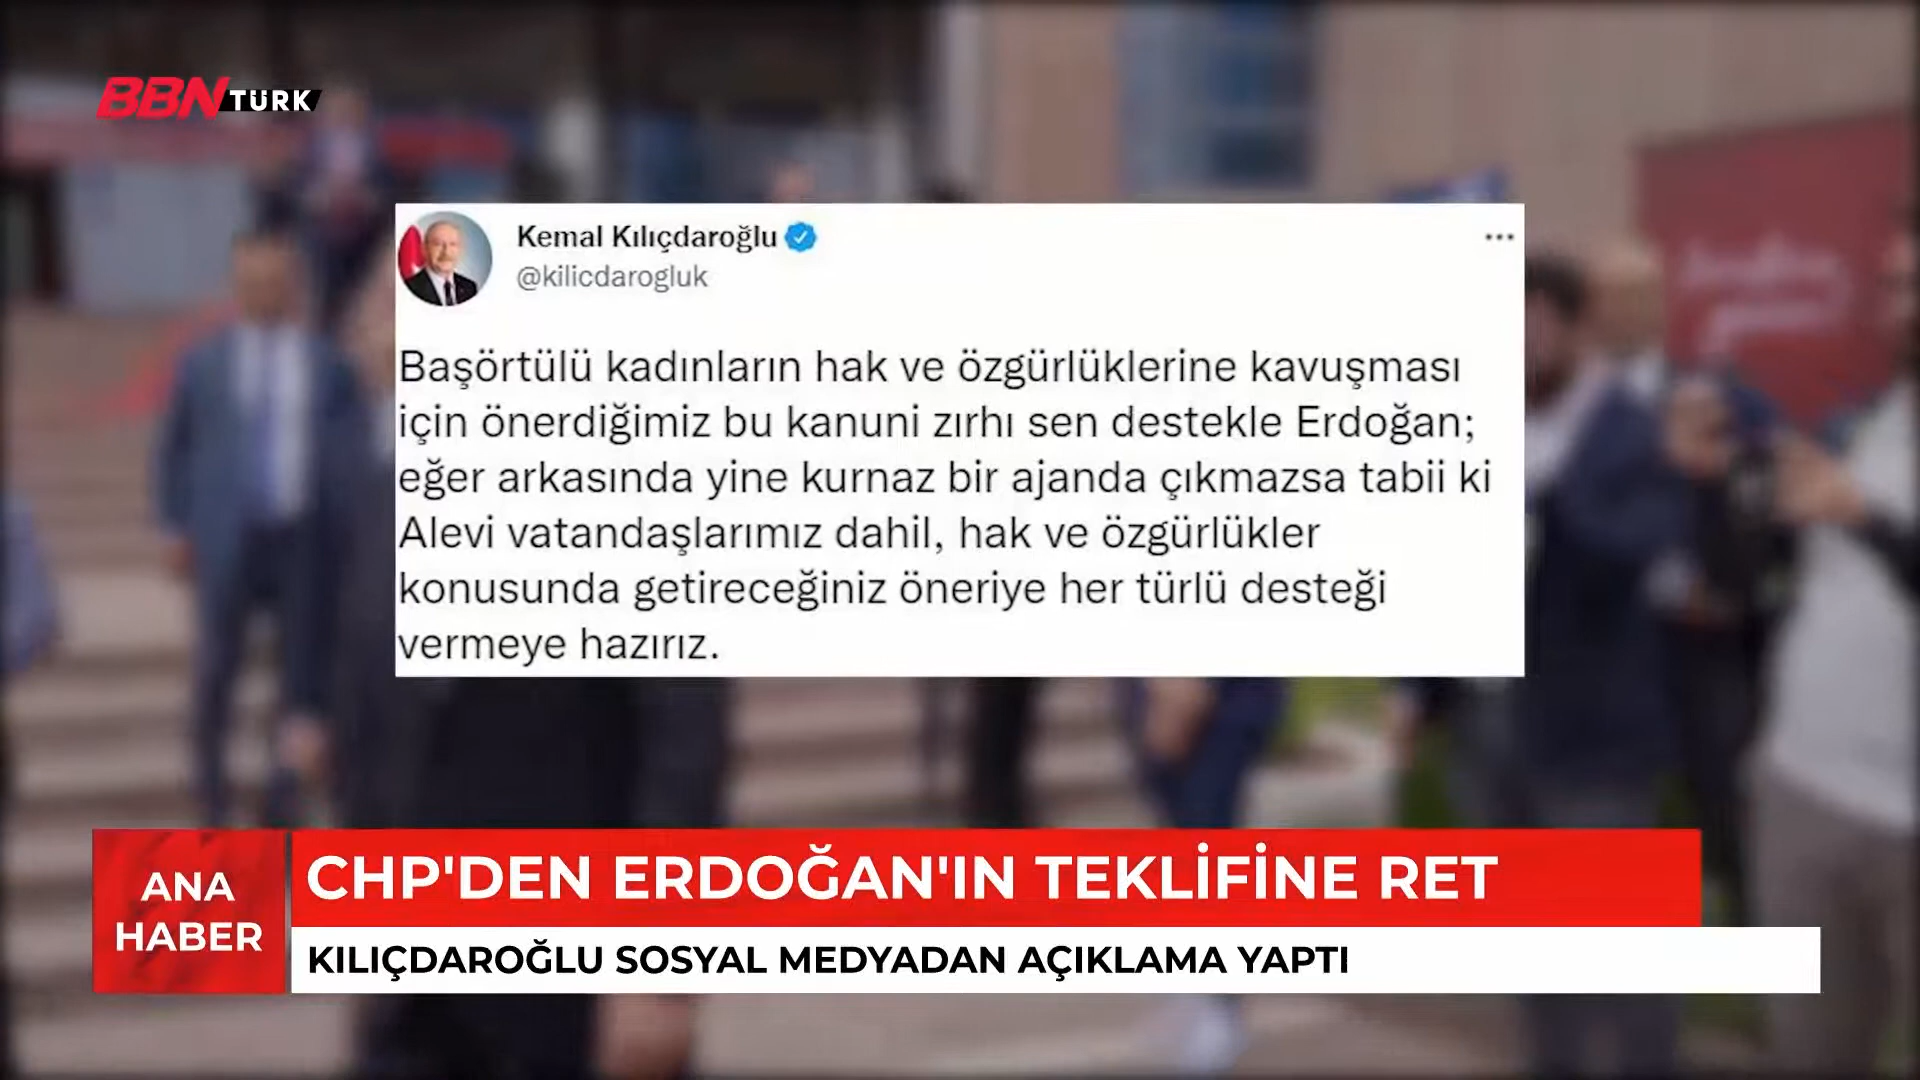 BBN TÜRK
Kemal Kılıçdaroğlu
@kilicdarogluk
Başörtülü kadınların hak ve özgürlüklerine kavuşması
için önerdiğimiz bu kanuni zırhı sen destekle Erdoğan;
eğer arkasında yine kurnaz bir ajanda çıkmazsa tabii ki
Alevi vatandaşlarımız dahil, hak ve özgürlükler
konusunda getireceğiniz öneriye her türlü desteği
vermeye hazırız.
ANA
HABER
CHP'DEN ERDOĞAN'IN TEKLİFİNE RET
KILIÇDAROĞLU SOSYAL MEDYADAN AÇIKLAMA YAPTI